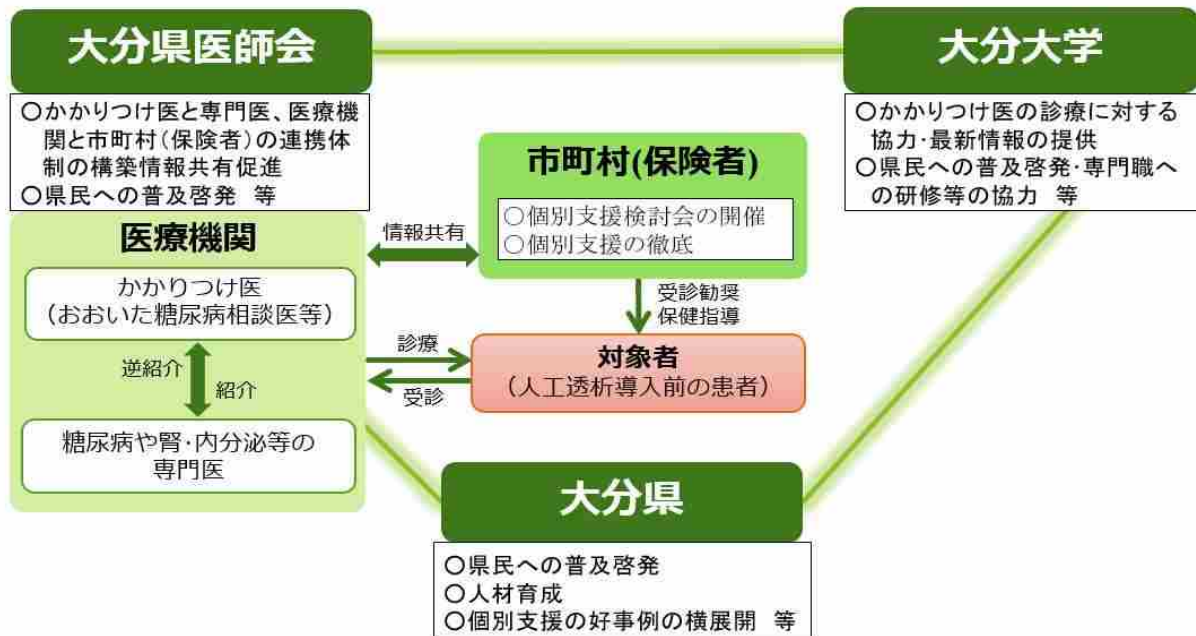 大分県医師会
○かかりつけ医と専門医、医療機
関と市町村(保険者)の連携体
制の構築情報共有促進
○県民への普及啓発 等
大分大学
○かかりつけ医の診療に対する
協力・最新情報の提供
○県民への普及啓発・専門職へ
の研修等の協力 等
市町村(保険者)
○個別支援検討会の開催
○個別支援の徹底
医療機関
かかりつけ医
（おおいた糖尿病相談医等）
逆紹介
紹介
糖尿病や腎・内分泌等の
専門医
情報共有
受診勧奨
保健指導
診療
受診
対象者
（人工透析導入前の患者）
大分県
○県民への普及啓発
○人材育成
○個別支援の好事例の横展開 等